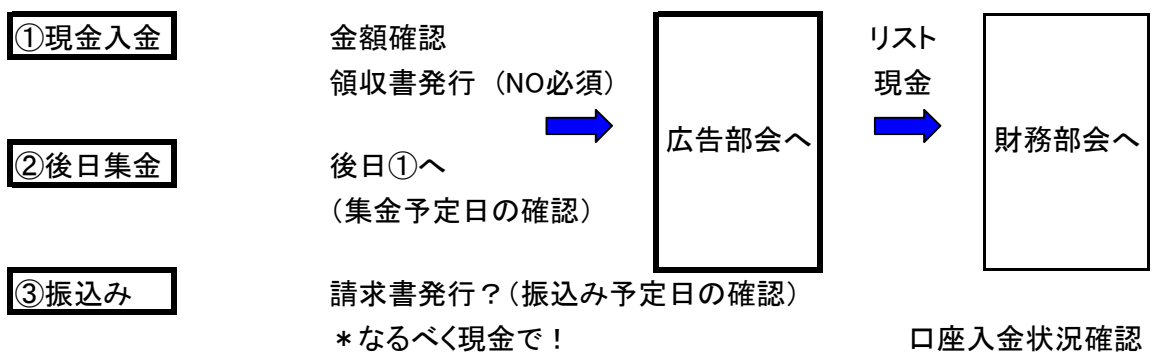 ①現金入金 金額確認 リスト
領収書発行 (NO必須) 現金
広告部会へ 財務部会へ
②後日集金 後日①へ
(集金予定日の確認)
③振込み 請求書発行?(振込み予定日の確認)
*なるべく現金で! 口座入金状況確認